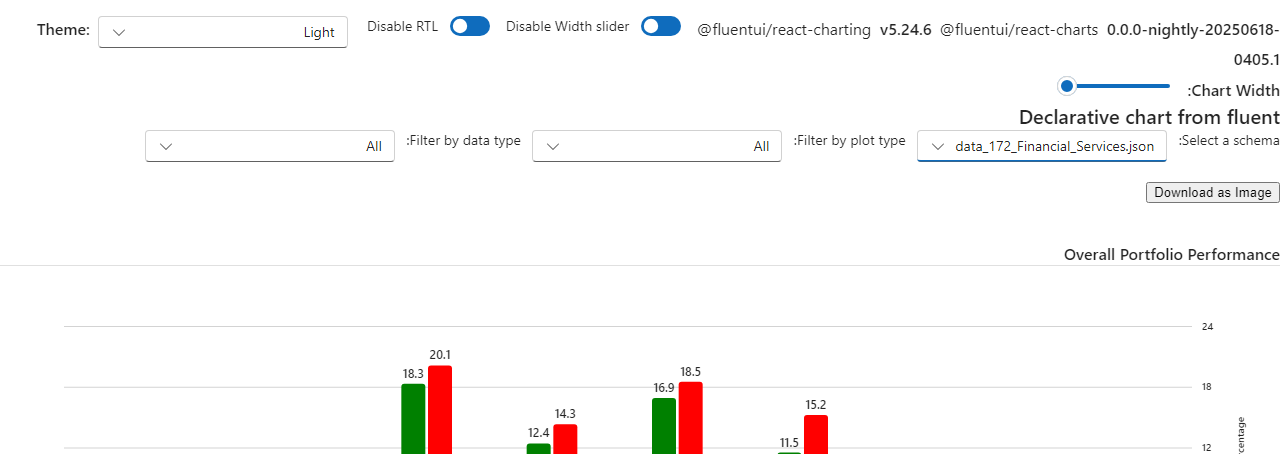 Theme: Light Disable RTL Disable Width slider @fluentui/react-charting v5.24.6 @fluentui/react-charts 0.0.0-nightly-20250618-
0405.1
:Chart Width
Declarative chart from fluent
:Select a schema data_172_Financial_Services.json :Filter by plot type All :Filter by data type All
Download as Image
Overall Portfolio Performance
24
20.1
18.3
18.5
18
16.9
15.2
14.3
12.4
11.5
12